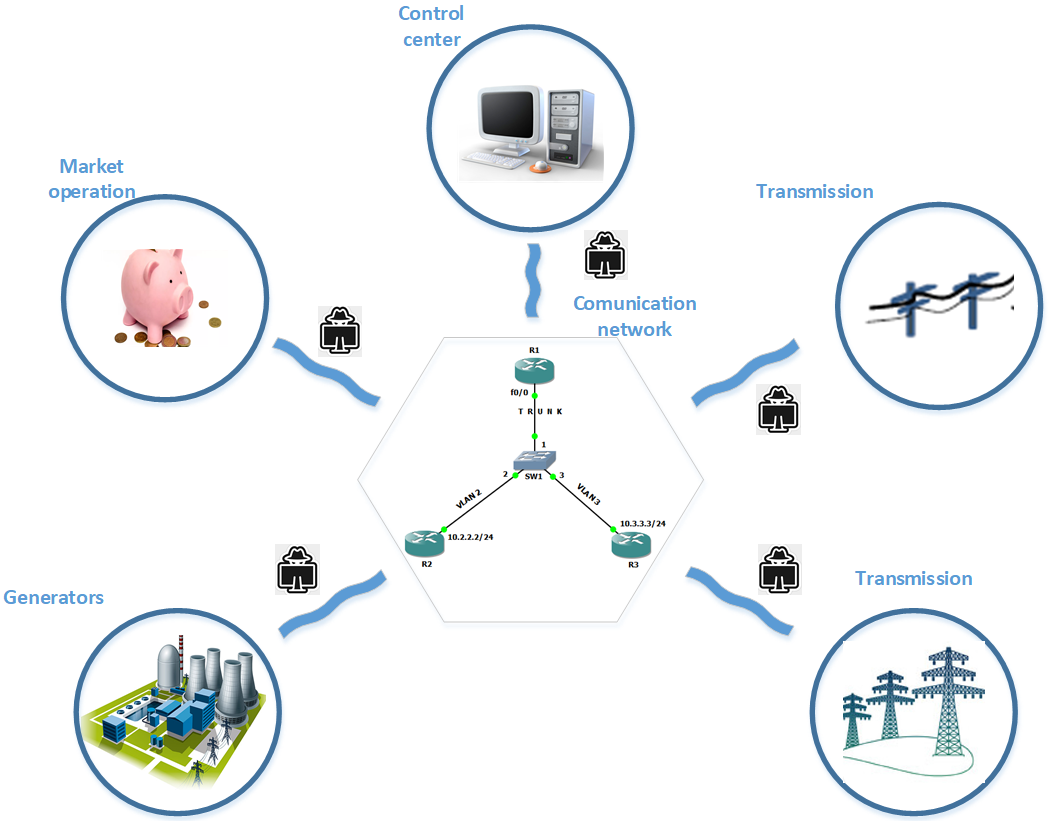 Control
center
Market
operation
Transmission
Comunication
network
R1
f0/0
T R U N K
1
SW1
2
3
VLAN 2
VLAN 3
10.2.2.2/24
10.3.3.3/24
R2
R3
Generators
Transmission